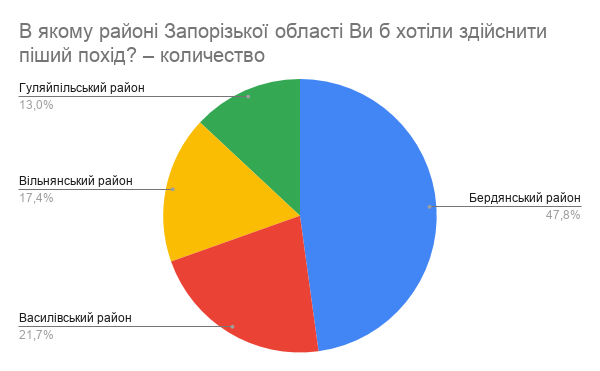 В якому районі Запорізької області Ви б хотіли здійснити
піший похід? – количество
Гуляйпільський район
13,0%
Вільнянський район
17,4%
Бердянський район
47,8%
Василівський район
21,7%